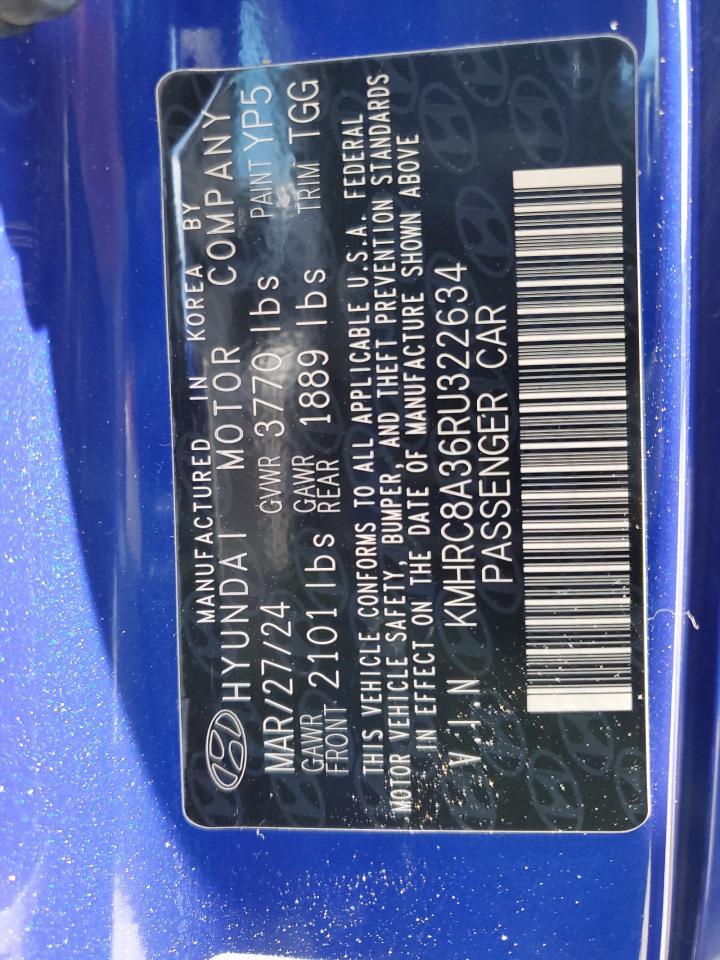 MANUFACTURED IN KOREA BY
HYUNDAI MOTOR COMPANY
MAR/27/24 GVWR 3770 lbs PAINT YP5
GAWR FRONT 2101 lbs GAWR REAR 1889 lbs TRIM TGG
THIS VEHICLE CONFORMS TO ALL APPLICABLE U.S.A. FEDERAL
MOTOR VEHICLE SAFETY, BUMPER, AND THEFT PREVENTION STANDARDS
IN EFFECT ON THE DATE OF MANUFACTURE SHOWN ABOVE
V.I.N KMHRC8A36RU322634
PASSENGER CAR